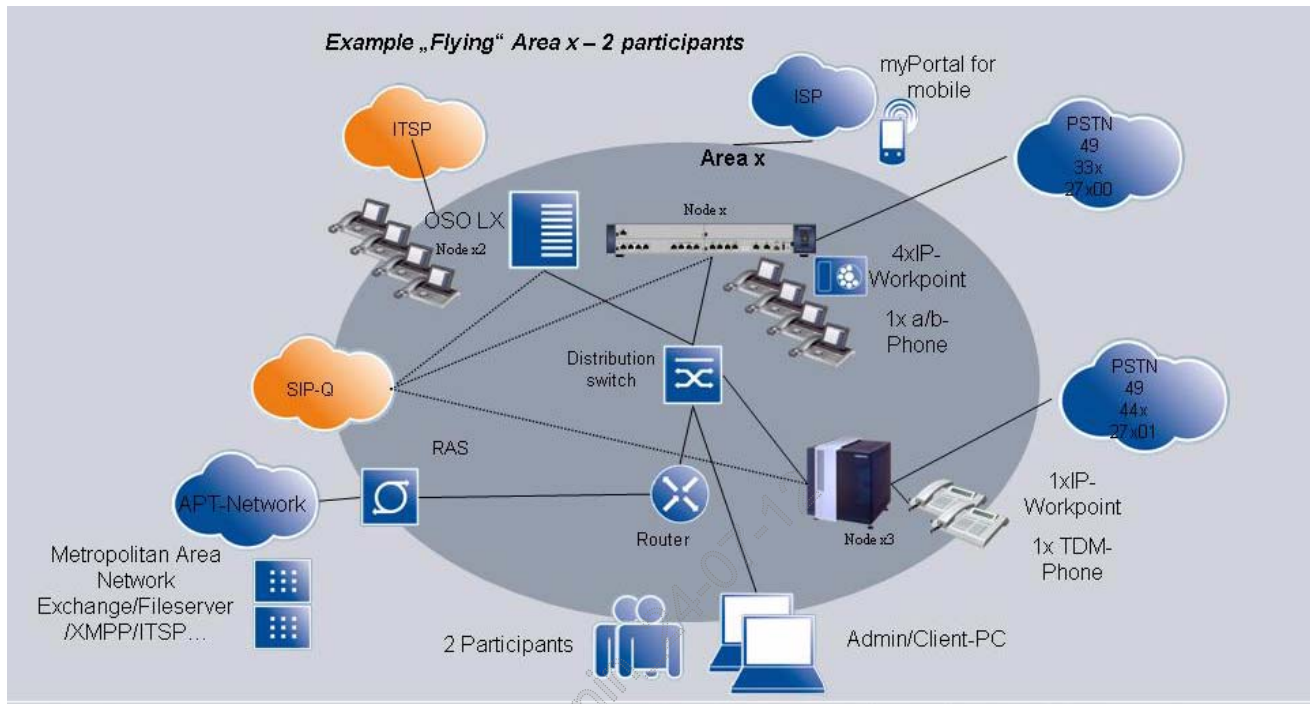 Example „Flying“ Area x – 2 participants
ISP
myPortal for
mobile
ITSP
Area x
PSTN
49
33x
27x00
OSO LX
Node x2
Node x
4xIP-
Workpoint
1x a/b-
Phone
Distribution
switch
SIP-Q
PSTN
49
44x
27x01
RAS
APT-Network
Router
Node x3
1xIP-
Workpoint
1x TDM-
Phone
Metropolitan Area
Network
Exchange/Fileserver
/XMPP/ITSP…
2 Participants
Admin/Client-PC